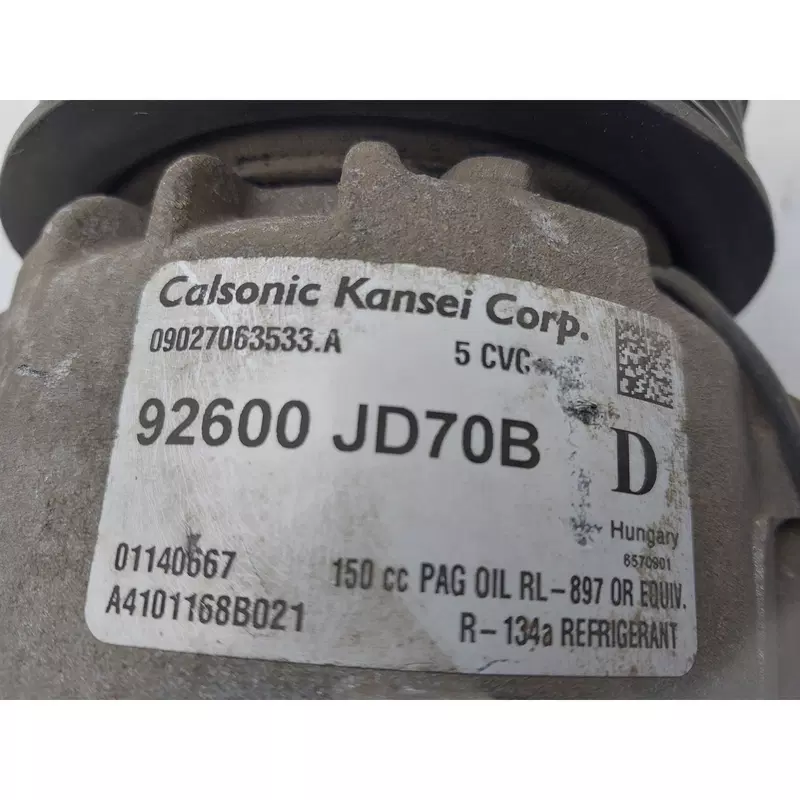 Calsonic Kansei Corp.
09027063533.A
5 CVC
92600 JD70B
D
Hungary
6570901
01140667
150 cc PAG OIL RL-897 OR EQUIV.
A4101168B021
R-134a REFRIGERANT